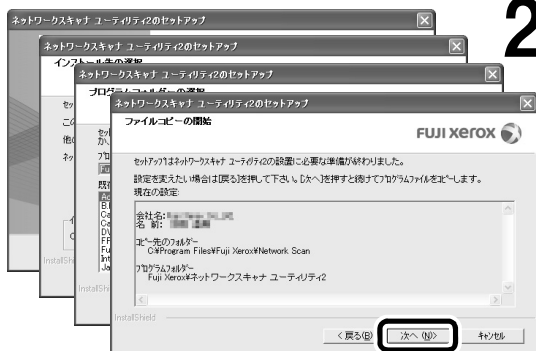 2
ネットワークスキャナ ユーティリティ2のセットアップ
ネットワークスキャナ ユーティリティ2のセットアップ
インストール先の選択
ネットワークスキャナ ユーティリティ2のセットアップ
プログラムフォルダーの選択
ネットワークスキャナ ユーティリティ2のセットアップ
ファイルコピーの開始
FUJI XEROX
セットアップはネットワークスキャナ ユーティリティ2の設置に必要な準備が終わりました。
設定を変えたい場合は[戻る]を押して下さい。[次へ]を押すと続けてプログラムファイルをコピーします。
現在の設定:
会社名:
名 前:
コピー先のフォルダー
C:¥Program Files¥Fuji Xerox¥Network Scan
プログラムフォルダー
Fuji Xerox¥ネットワークスキャナ ユーティリティ2
InstallShield
< 戻る(B)
次へ (N)>
キャンセル